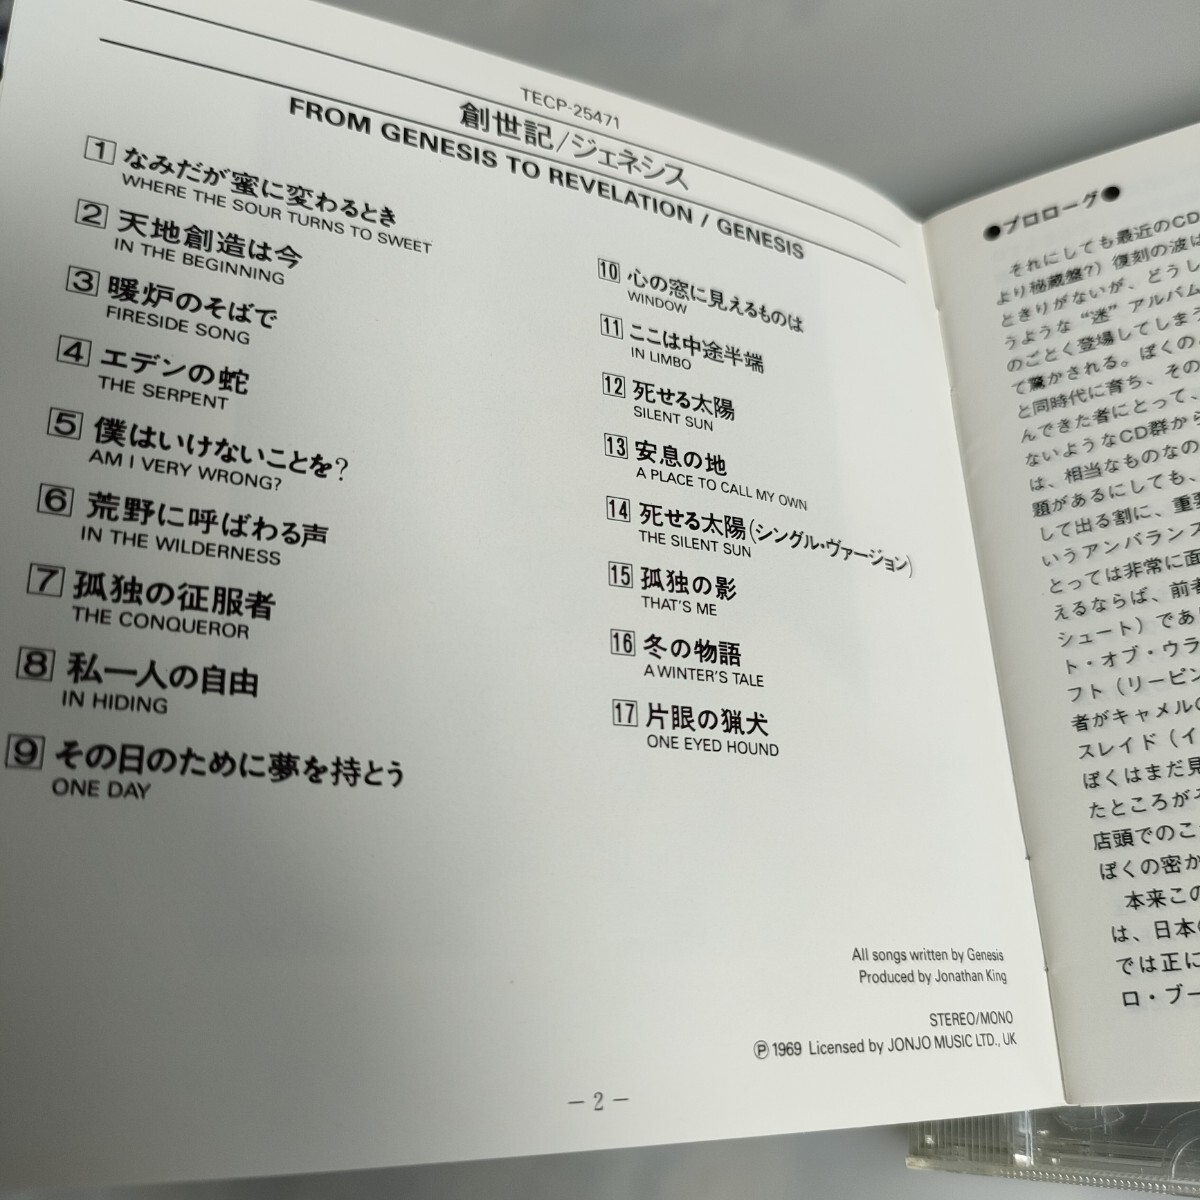 TECP-25471
創世記/ジェネシス
FROM GENESIS TO REVELATION / GENESIS
1 なみだが蜜に変わるとき
WHERE THE SOUR TURNS TO SWEET
2 天地創造は今
IN THE BEGINNING
3 暖炉のそばで
FIRESIDE SONG
4 エデンの蛇
THE SERPENT
5 僕はいけないことを?
AM I VERY WRONG?
6 荒野に呼ばわる声
IN THE WILDERNESS
7 孤独の征服者
THE CONQUEROR
8 私一人の自由
IN HIDING
9 その日のために夢を持とう
ONE DAY
10 心の窓に見えるものは
WINDOW
11 ここは中途半端
IN LIMBO
12 死せる太陽
SILENT SUN
13 安息の地
A PLACE TO CALL MY OWN
14 死せる太陽(シングル・ヴァージョン)
THE SILENT SUN
15 孤独の影
THAT'S ME
16 冬の物語
A WINTER'S TALE
17 片眼の猟犬
ONE EYED HOUND
All songs written by Genesis
Produced by Jonathan King
STEREO/MONO
Ⓟ 1969 Licensed by JONJO MUSIC LTD., UK
— 2 —
●プロローグ●
それにしても最近のCD
より秘蔵盤?) 復刻の波は
ときりがないが、どうし
うような “迷” アルバム
のごとく登場してしまう
て驚かされる。ぼくのよ
と同時代に育ち、その
んできた者にとって、
ないようなCD群から
は、相当なものなの
題があるにしても、
して出る割に、重要
いうアンバランス
とっては非常に面
えるならば、前者
シュート) であ
ト・オブ・ウラ
フト (リーピン
者がキャメルの
スレイド (イ
ぼくはまだ見
たところがそ
店頭でのこ
ぼくの密か
本来この
は、日本の
では正に
ロ・ブー